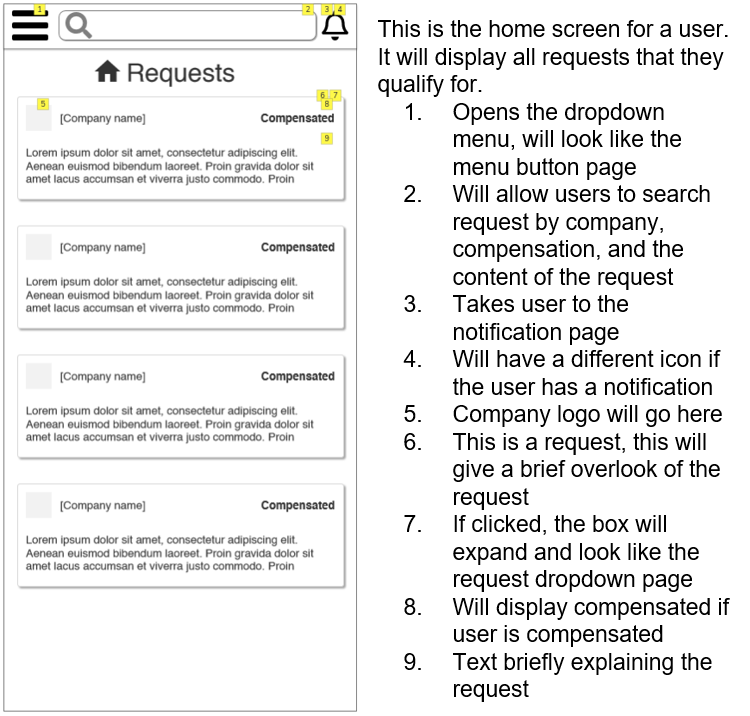 1
2 3 4
Requests
6 7
5 8
[Company name] Compensated
9
Lorem ipsum dolor sit amet, consectetur adipiscing elit.
Aenean euismod bibendum laoreet. Proin gravida dolor sit
amet lacus accumsan et viverra justo commodo. Proin
[Company name] Compensated
Lorem ipsum dolor sit amet, consectetur adipiscing elit.
Aenean euismod bibendum laoreet. Proin gravida dolor sit
amet lacus accumsan et viverra justo commodo. Proin
[Company name] Compensated
Lorem ipsum dolor sit amet, consectetur adipiscing elit.
Aenean euismod bibendum laoreet. Proin gravida dolor sit
amet lacus accumsan et viverra justo commodo. Proin
[Company name] Compensated
Lorem ipsum dolor sit amet, consectetur adipiscing elit.
Aenean euismod bibendum laoreet. Proin gravida dolor sit
amet lacus accumsan et viverra justo commodo. Proin
This is the home screen for a user.
It will display all requests that they
qualify for.
1. Opens the dropdown
menu, will look like the
menu button page
2. Will allow users to search
request by company,
compensation, and the
content of the request
3. Takes user to the
notification page
4. Will have a different icon if
the user has a notification
5. Company logo will go here
6. This is a request, this will
give a brief overlook of the
request
7. If clicked, the box will
expand and look like the
request dropdown page
8. Will display compensated if
user is compensated
9. Text briefly explaining the
request